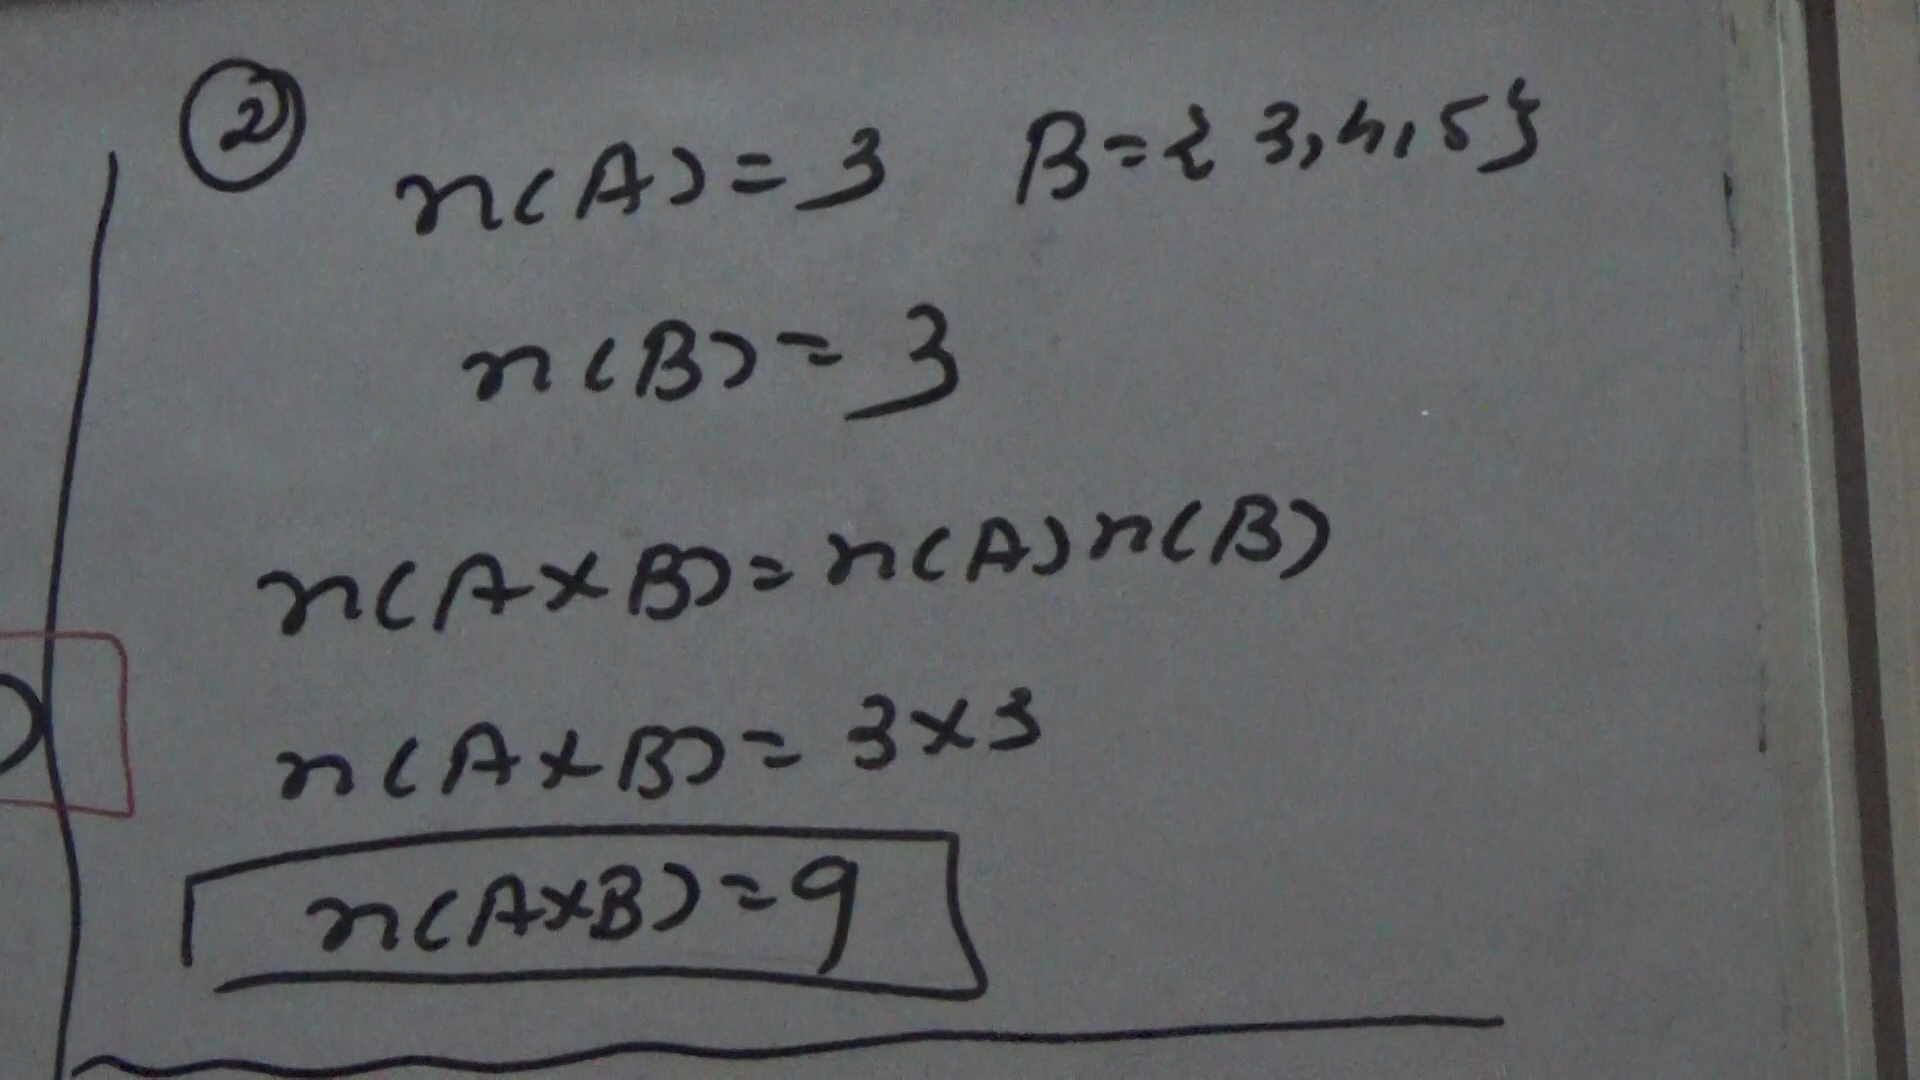 2
n(A) = 3 B = { 3, 4, 5 }
n(B) = 3
n(A × B) = n(A) n(B)
n(A × B) = 3 × 3
n(A×B) = 9